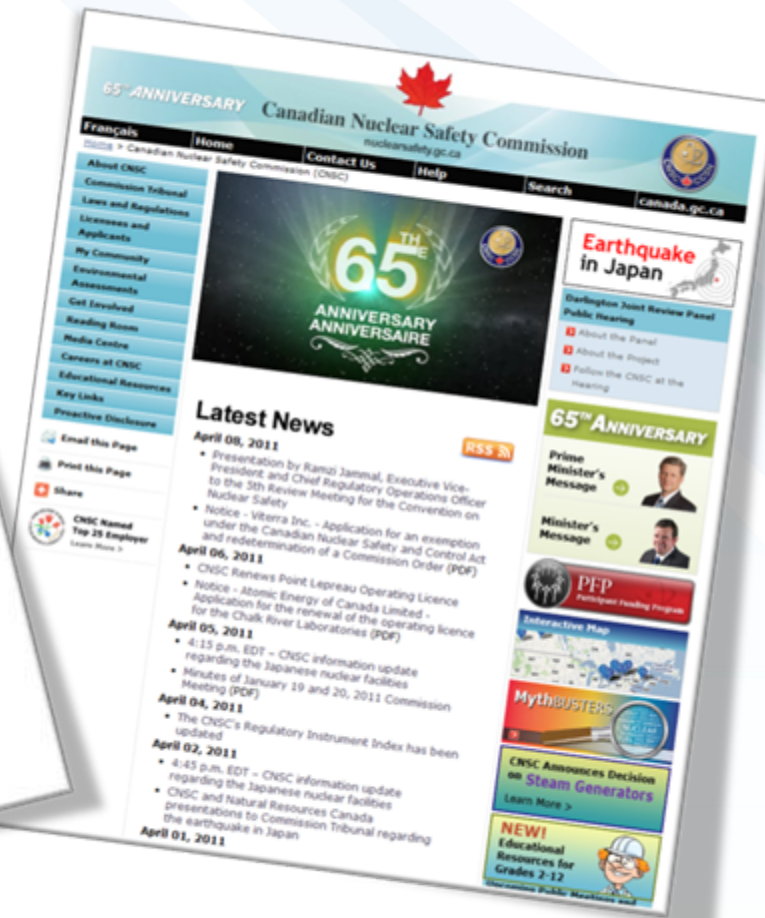 65TH ANNIVERSARY
Canadian Nuclear Safety Commission
nuclearsafety.gc.ca
Français Home Contact Us Help Search canada.gc.ca
Home > Canadian Nuclear Safety Commission (CNSC)
About CNSC
Commission Tribunal
Laws and Regulations
Licensees and
Applicants
My Community
Environmental
Assessments
Get Involved
Reading Room
Media Centre
Careers at CNSC
Educational Resources
Key Links
Proactive Disclosure
Email this Page
Print this Page
Share
CNSC Named
Top 25 Employer
Learn More >
65TH
ANNIVERSARY
ANNIVERSAIRE
Latest News
RSS
April 08, 2011
• Presentation by Ramzi Jammal, Executive Vice-
President and Chief Regulatory Operations Officer
to the 5th Review Meeting for the Convention on
Nuclear Safety
• Notice - Viterra Inc. - Application for an exemption
under the Canadian Nuclear Safety and Control Act
and redetermination of a Commission Order (PDF)
April 06, 2011
• CNSC Renews Point Lepreau Operating Licence
• Notice - Atomic Energy of Canada Limited -
Application for the renewal of the operating licence
for the Chalk River Laboratories (PDF)
April 05, 2011
• 4:15 p.m. EDT – CNSC information update
regarding the Japanese nuclear facilities
• Minutes of January 19 and 20, 2011 Commission
Meeting (PDF)
April 04, 2011
• The CNSC's Regulatory Instrument Index has been
updated
April 02, 2011
• 4:45 p.m. EDT – CNSC information update
regarding the Japanese nuclear facilities
• CNSC and Natural Resources Canada
presentations to Commission Tribunal regarding
the earthquake in Japan
April 01, 2011
Earthquake
in Japan
Darlington Joint Review Panel
Public Hearing
About the Panel
About the Project
Follow the CNSC at the
Hearing
65TH ANNIVERSARY
Prime
Minister's
Message
Minister's
Message
PFP
Participant Funding Program
Interactive Map
MythBUSTERS
CNSC Announces Decision
on Steam Generators
Learn More >
NEW!
Educational
Resources for
Grades 2-12
Upcoming Public Meetings and